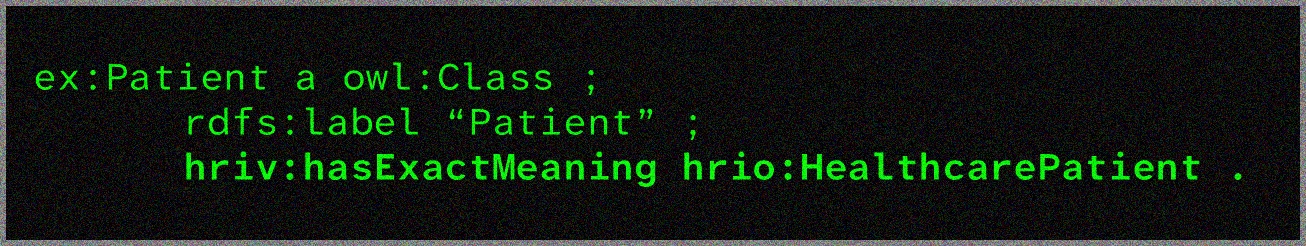 ex:Patient a owl:Class ;
rdfs:label “Patient” ;
hriv:hasExactMeaning hrio:HealthcarePatient .